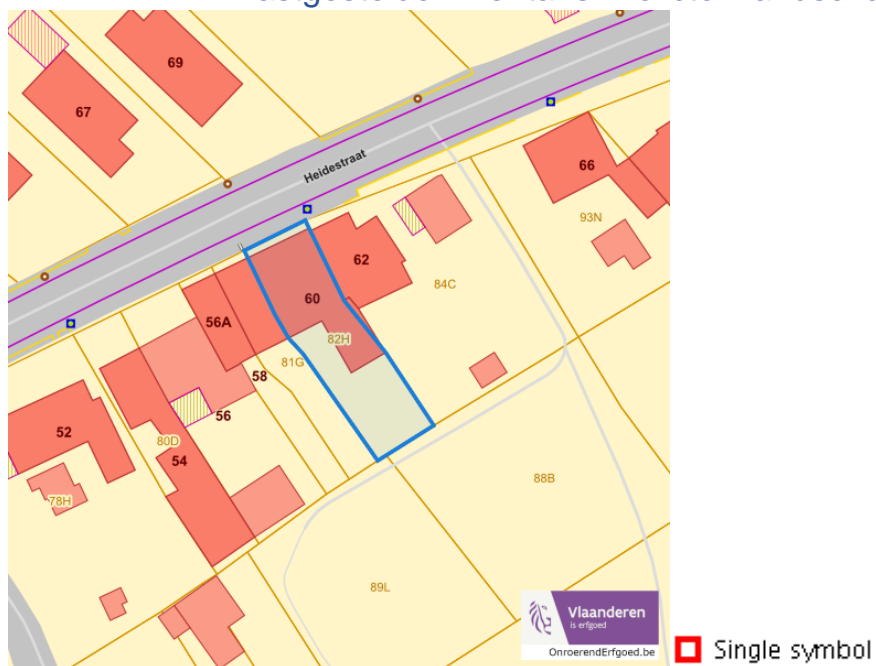 69
67
Heidestraat
66
93N
62
84C
60
56A
82H
81G
58
56
52
80D
54
78H
88B
89L
Vlaanderen
is erfgoed
OnroerendErfgoed.be
Single symbol